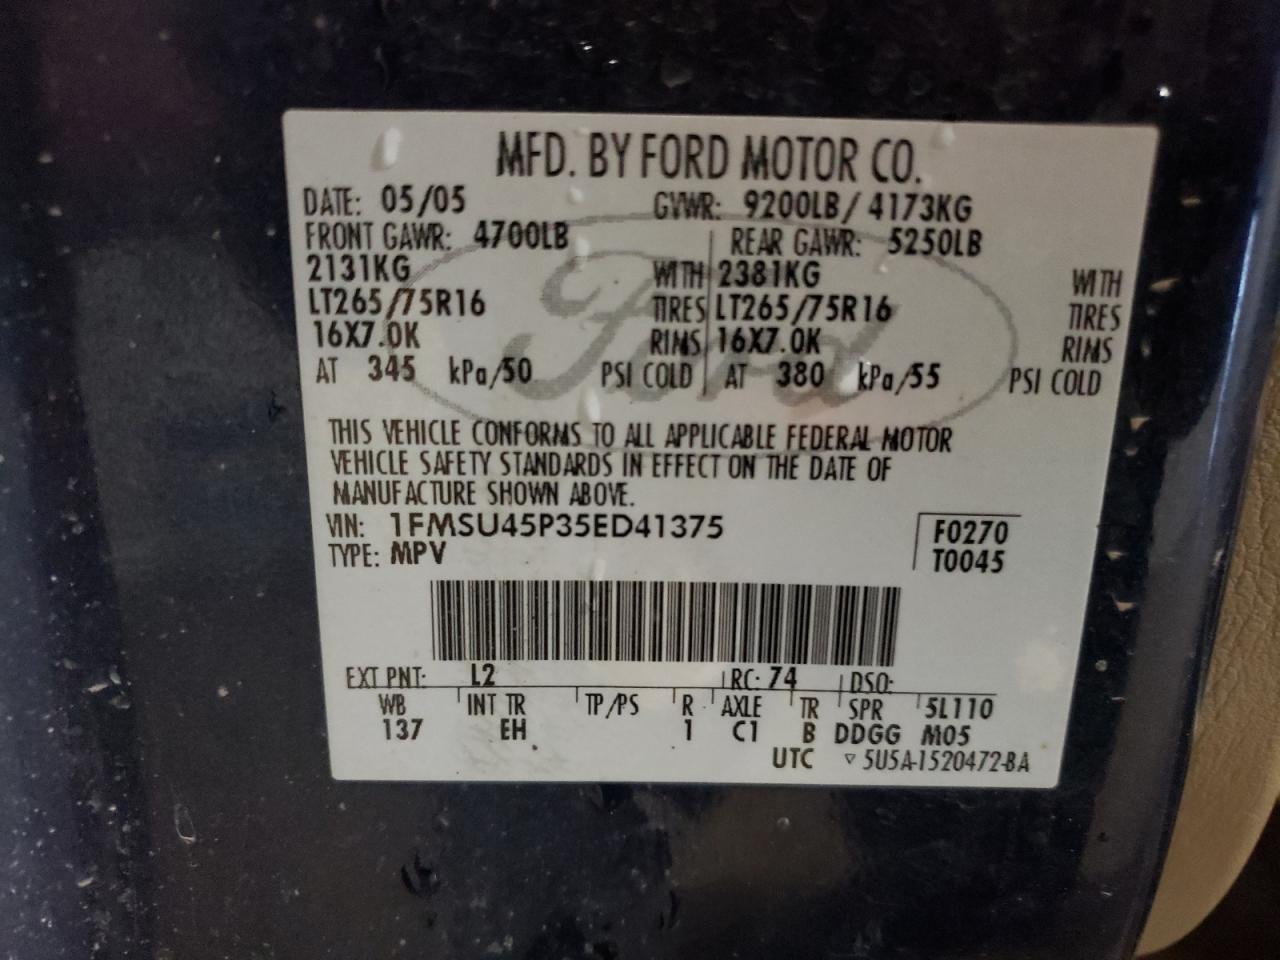 MFD. BY FORD MOTOR CO.
DATE: 05/05 GVWR: 9200LB/ 4173KG
FRONT GAWR: 4700LB REAR GAWR: 5250LB
2131KG WITH 2381KG WITH
LT265/75R16 TIRES LT265/75R16 TIRES
16X7.0K RIMS 16X7.0K RIMS
AT 345 kPa/50 PSI COLD AT 380 kPa/55 PSI COLD
Ford
THIS VEHICLE CONFORMS TO ALL APPLICABLE FEDERAL MOTOR
VEHICLE SAFETY STANDARDS IN EFFECT ON THE DATE OF
MANUFACTURE SHOWN ABOVE.
VIN: 1FMSU45P35ED41375 F0270
TYPE: MPV T0045
EXT PNT: L2 RC: 74 DSO:
WB INT TR TP/PS R AXLE TR SPR 5L110
137 EH 1 C1 B DDGG M05
UTC ▽ 5U5A-1520472-BA